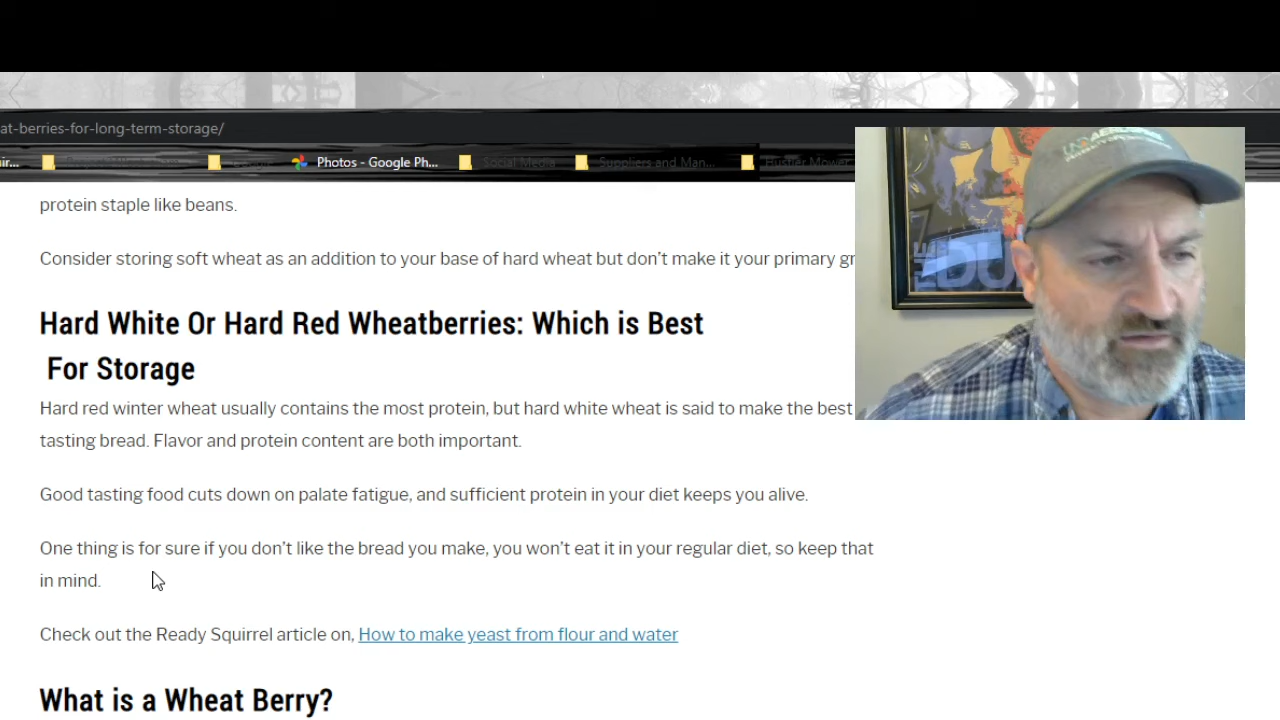 at-berries-for-long-term-storage/
ir...
Photos - Google Ph...
Social Media
Suppliers and Man...
Hustler Mower
protein staple like beans.
Consider storing soft wheat as an addition to your base of hard wheat but don't make it your primary gr
Hard White Or Hard Red Wheatberries: Which is Best
For Storage
Hard red winter wheat usually contains the most protein, but hard white wheat is said to make the best
tasting bread. Flavor and protein content are both important.
Good tasting food cuts down on palate fatigue, and sufficient protein in your diet keeps you alive.
One thing is for sure if you don't like the bread you make, you won't eat it in your regular diet, so keep that
in mind.
Check out the Ready Squirrel article on, How to make yeast from flour and water
What is a Wheat Berry?